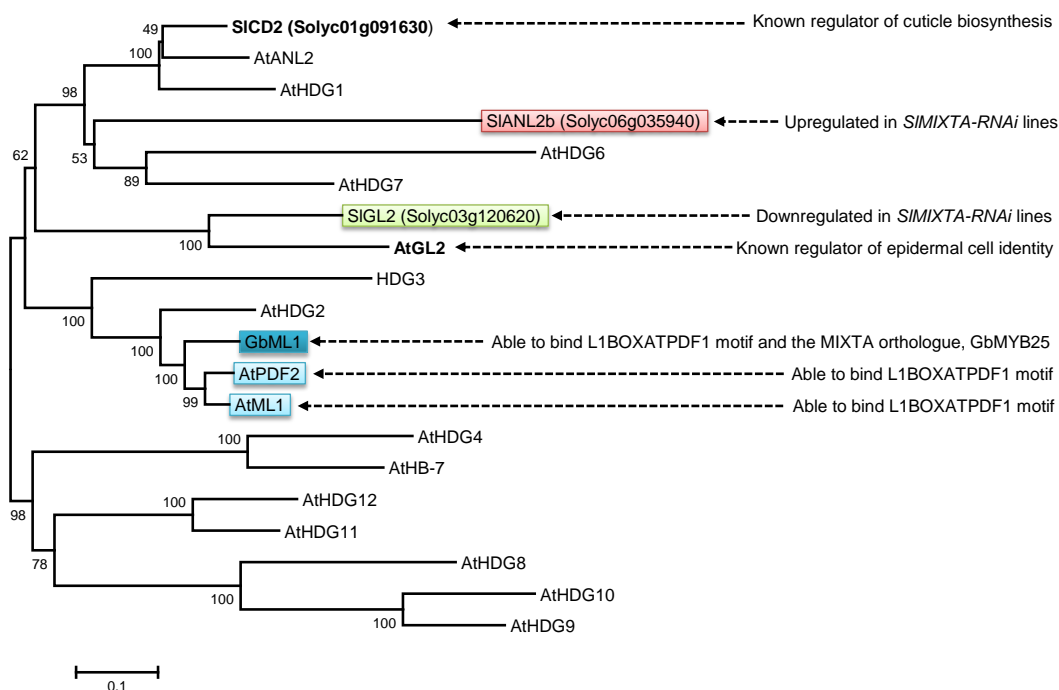 SlCD2 (Solyc01g091630)
Known regulator of cuticle biosynthesis
49
100
AtANL2
AtHDG1
98
SlANL2b (Solyc06g035940)
Upregulated in SlMIXTA-RNAi lines
62
53
AtHDG6
89
AtHDG7
SlGL2 (Solyc03g120620)
Downregulated in SlMIXTA-RNAi lines
100
AtGL2
Known regulator of epidermal cell identity
HDG3
100
AtHDG2
100
GbML1
Able to bind L1BOXATPDF1 motif and the MIXTA orthologue, GbMYB25
100
AtPDF2
Able to bind L1BOXATPDF1 motif
99
AtML1
Able to bind L1BOXATPDF1 motif
100
AtHDG4
AtHB-7
98
100
AtHDG12
AtHDG11
78
AtHDG8
100
AtHDG10
100
AtHDG9
0.1